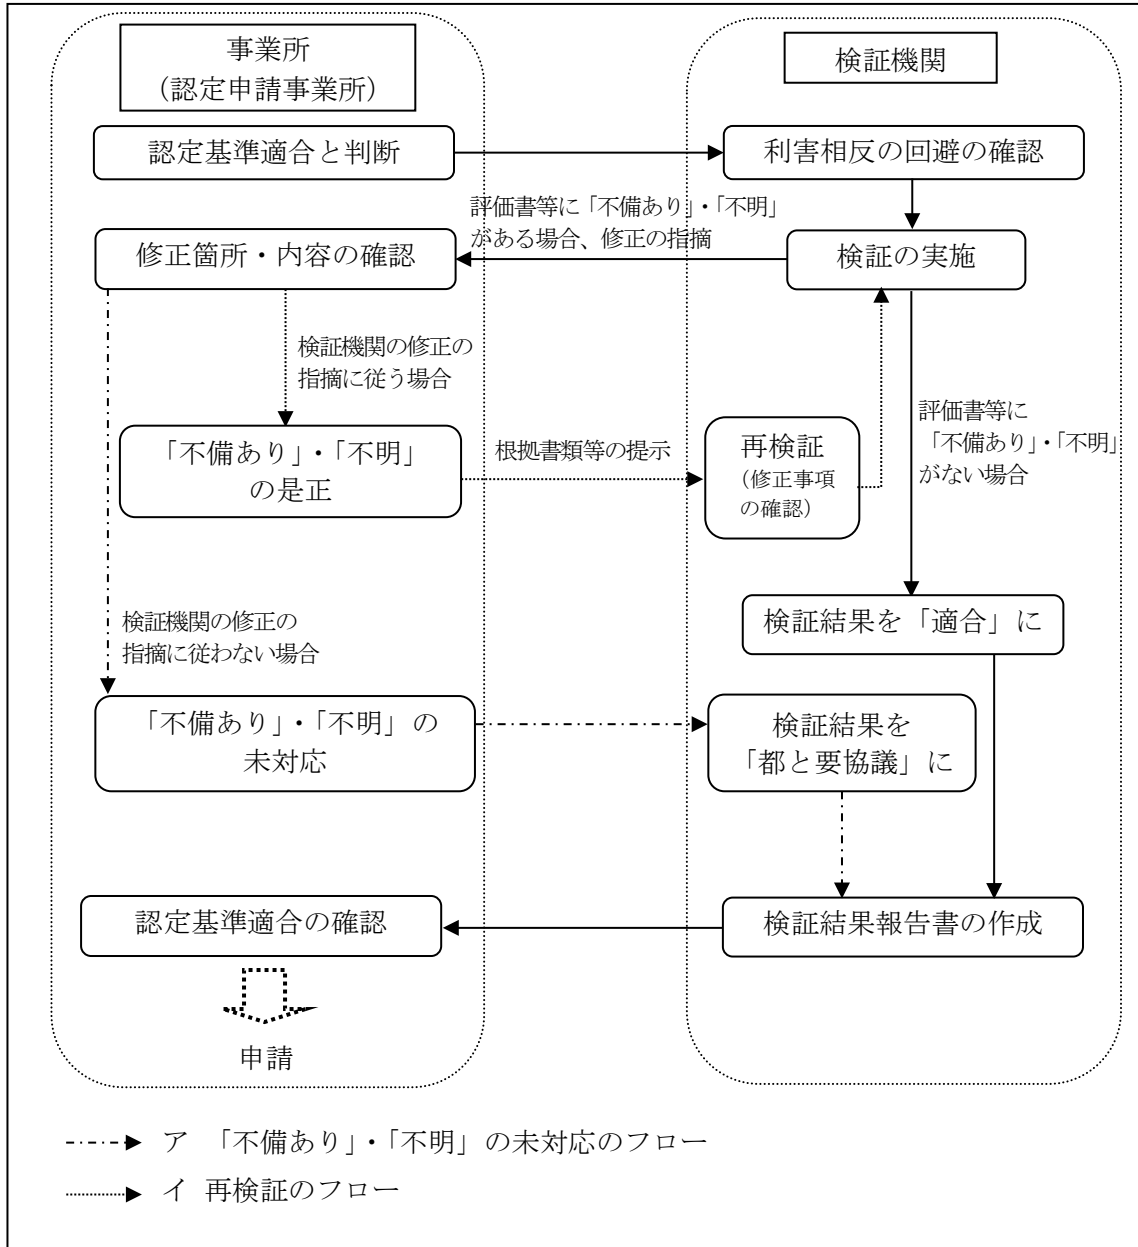 事業所
（認定申請事業所）
検証機関
認定基準適合と判断
利害相反の回避の確認
評価書等に「不備あり」・「不明」
がある場合、修正の指摘
修正箇所・内容の確認
検証の実施
検証機関の修正の
指摘に従う場合
評価書等に
「不備あり」・「不明」
がない場合
「不備あり」・「不明」
の是正
根拠書類等の提示
再検証
（修正事項
の確認）
検証機関の修正の
指摘に従わない場合
検証結果を「適合」に
「不備あり」・「不明」の
未対応
検証結果を
「都と要協議」に
認定基準適合の確認
検証結果報告書の作成
申請
ア 「不備あり」・「不明」の未対応のフロー
イ 再検証のフロー